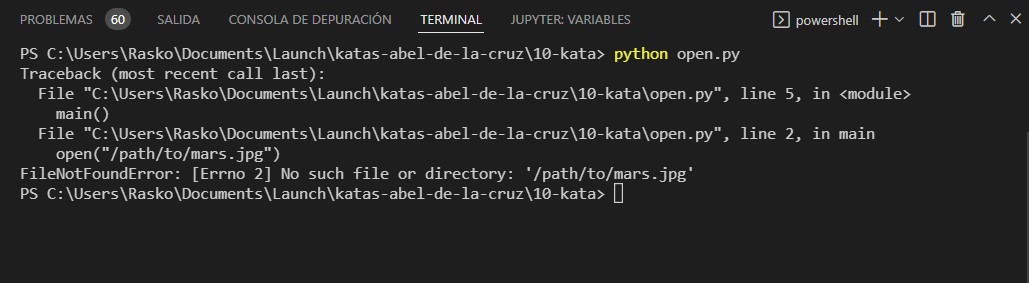 PROBLEMAS 60 SALIDA CONSOLA DE DEPURACIÓN TERMINAL JUPYTER: VARIABLES powershell
PS C:\Users\Rasko\Documents\Launch\katas-abel-de-la-cruz\10-kata> python open.py
Traceback (most recent call last):
  File "C:\Users\Rasko\Documents\Launch\katas-abel-de-la-cruz\10-kata\open.py", line 5, in <module>
    main()
  File "C:\Users\Rasko\Documents\Launch\katas-abel-de-la-cruz\10-kata\open.py", line 2, in main
    open("/path/to/mars.jpg")
FileNotFoundError: [Errno 2] No such file or directory: '/path/to/mars.jpg'
PS C:\Users\Rasko\Documents\Launch\katas-abel-de-la-cruz\10-kata>